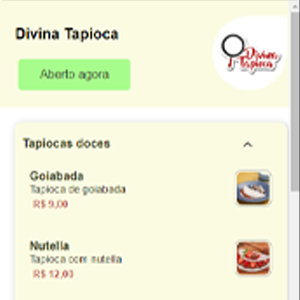 Divina Tapioca
Divina
Tapioca
Aberto agora
Tapiocas doces
Goiabada
Tapioca de goiabada
R$ 9,00
Nutella
Tapioca com nutella
R$ 12,00